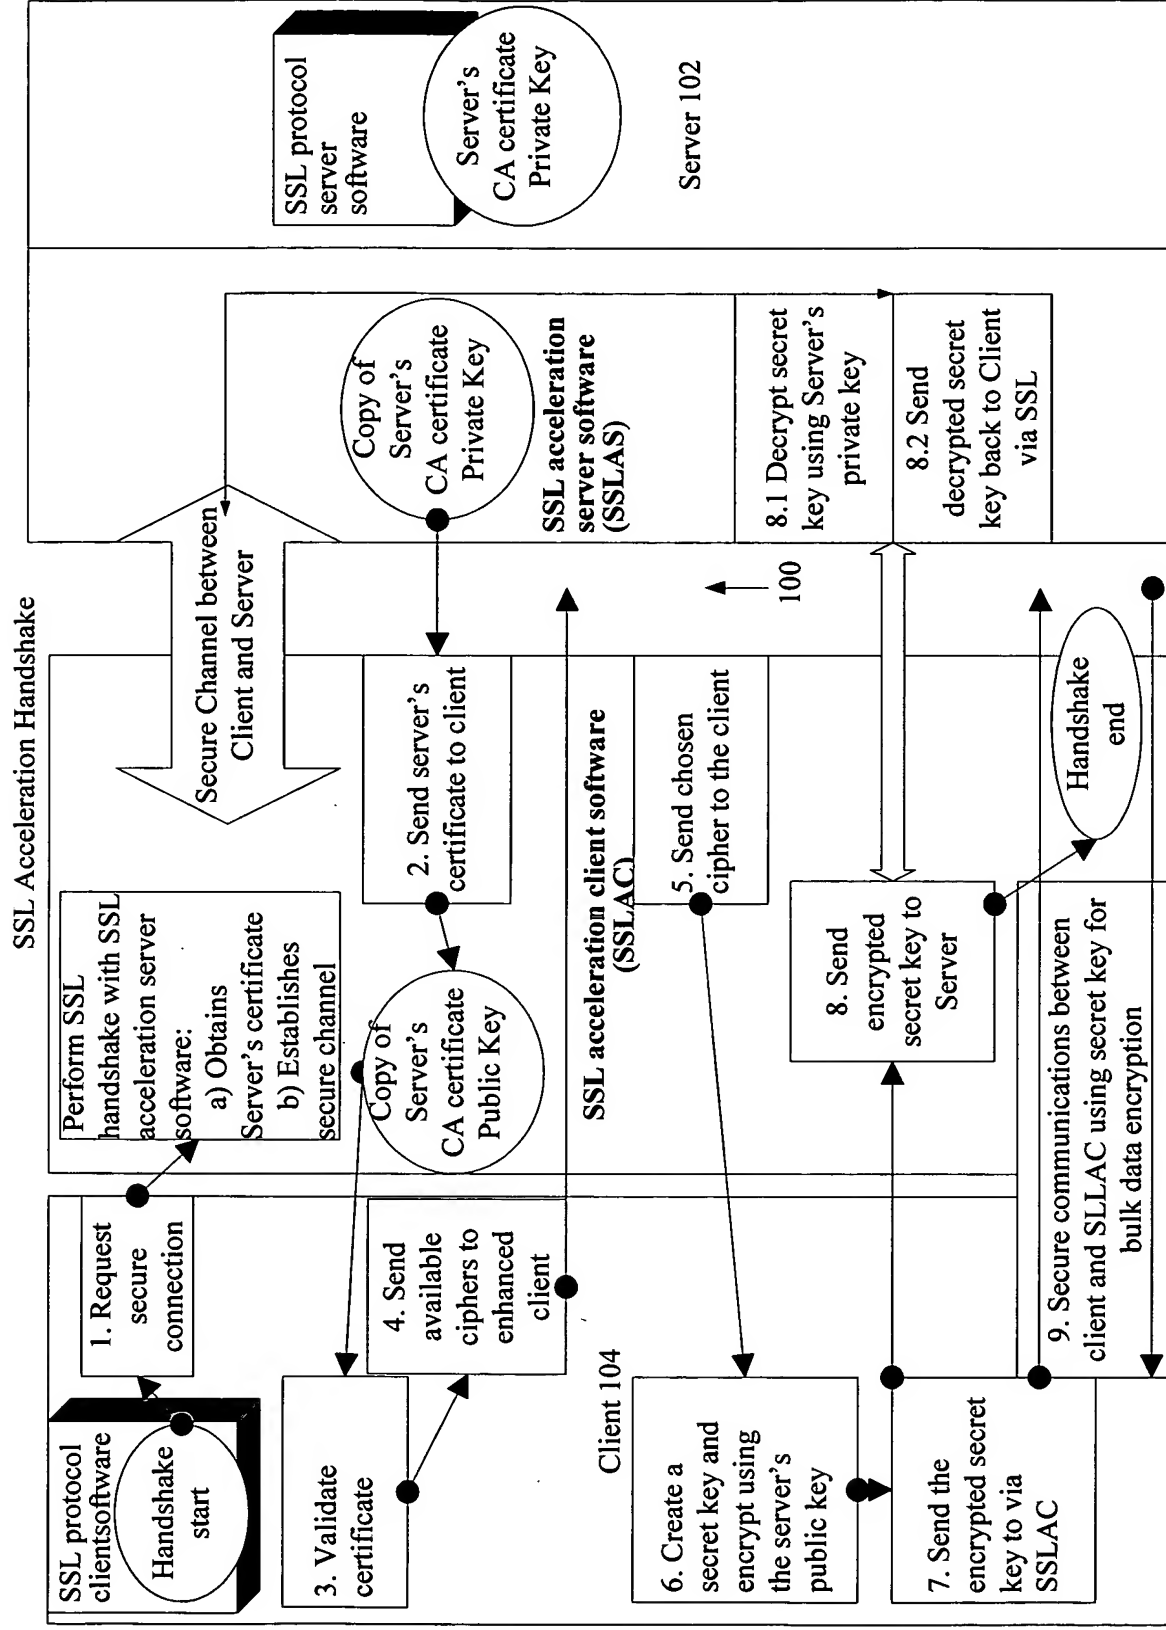 SSL Acceleration Handshake
SSL protocol
clientsoftware
Handshake
start
1. Request
secure
connection
Perform SSL
handshake with SSL
acceleration server
software:
a) Obtains
Server's certificate
b) Establishes
secure channel
Secure Channel between
Client and Server
SSL protocol
server
software
Server's
CA certificate
Private Key
Server 102
Copy of
Server's
CA certificate
Private Key
2. Send server's
certificate to client
Copy of
Server's
CA certificate
Public Key
3. Validate
certificate
4. Send
available
ciphers to
enhanced
client
SSL acceleration
server software
(SSLAS)
SSL acceleration client software
(SSLAC)
Client 104
100
5. Send chosen
cipher to the client
6. Create a
secret key and
encrypt using
the server's
public key
7. Send the
encrypted secret
key to via
SSLAC
8. Send
encrypted
secret key to
Server
8.1 Decrypt secret
key using Server's
private key
8.2 Send
decrypted secret
key back to Client
via SSL
Handshake
end
9. Secure communications between
client and SLLAC using secret key for
bulk data encryption